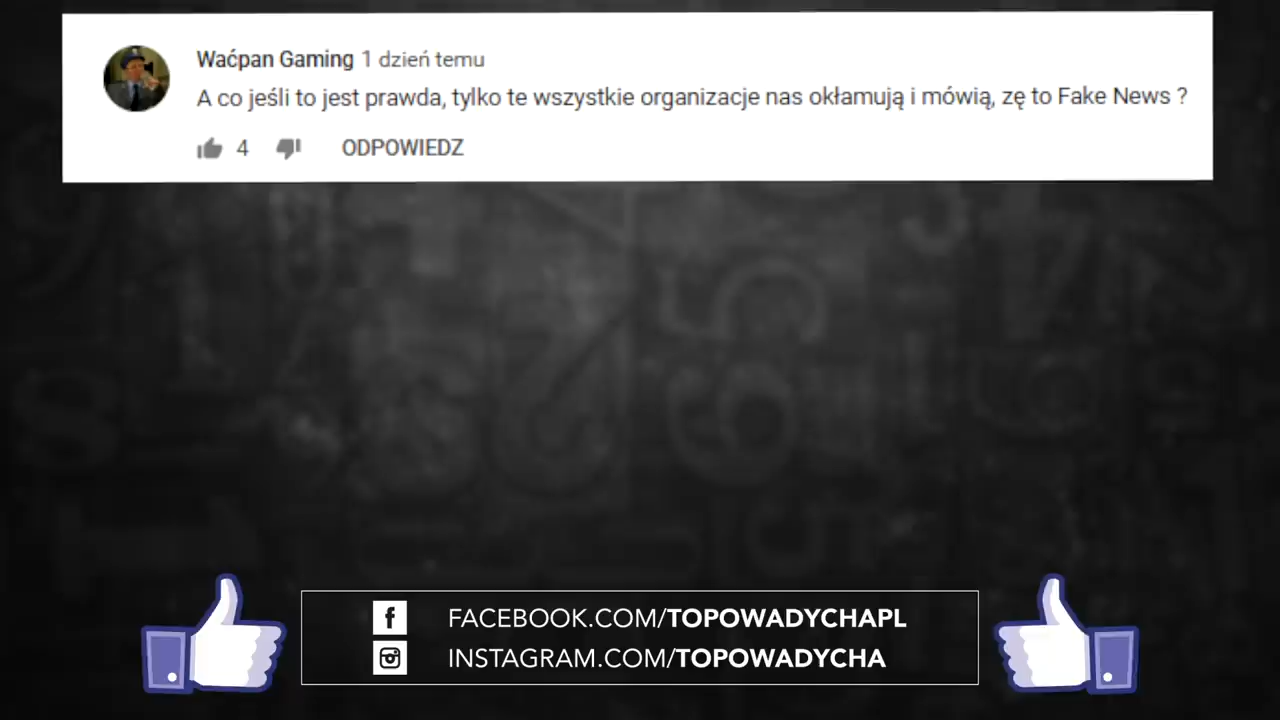 Waćpan Gaming 1 dzień temu
A co jeśli to jest prawda, tylko te wszystkie organizacje nas okłamują i mówią, zę to Fake News ?
4 ODPOWIEDZ
FACEBOOK.COM/TOPOWADYCHAPL
INSTAGRAM.COM/TOPOWADYCHA